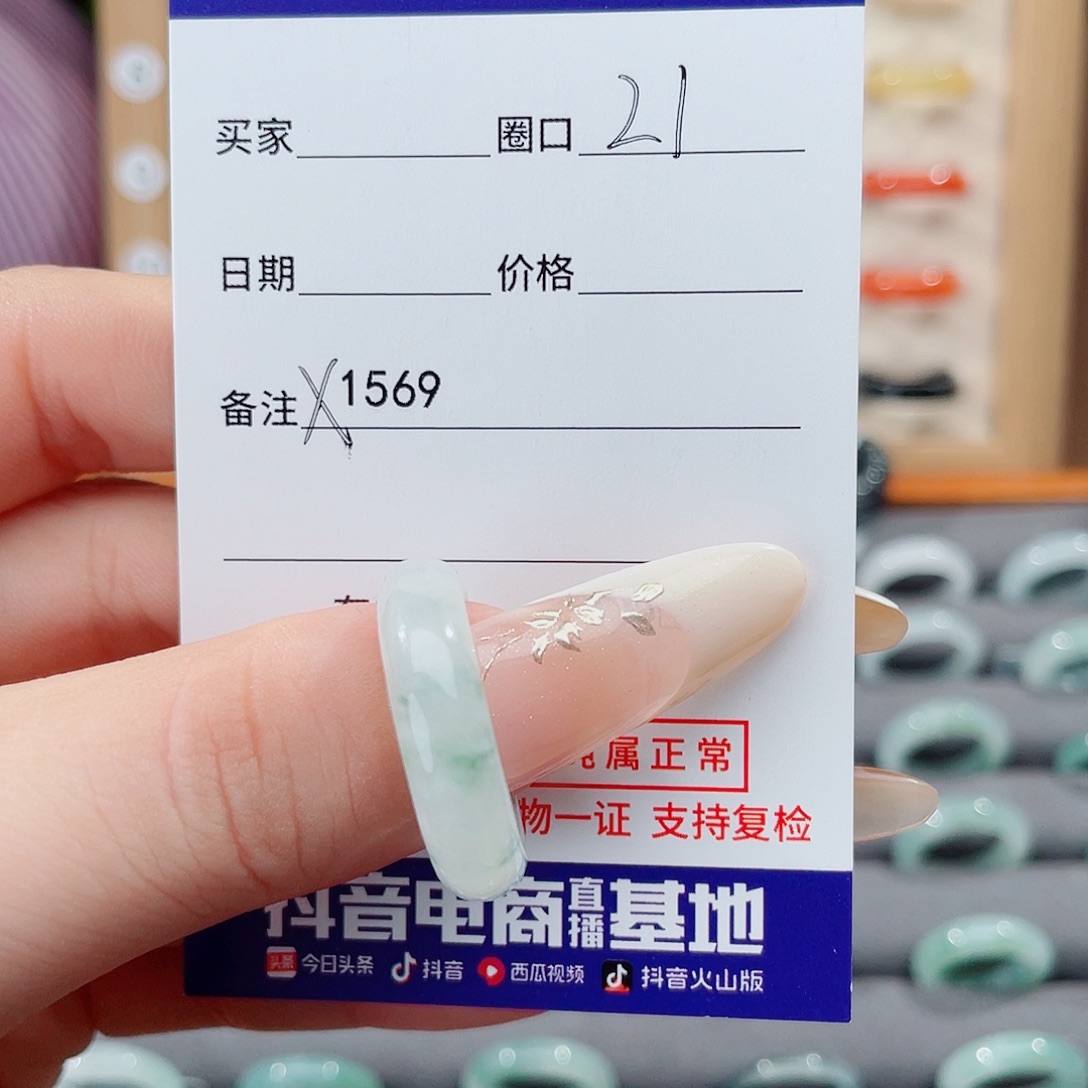 买家 圈口 21
日期 价格
备注 X1569
属正常
物一证 支持复检
抖音电商直播基地
头条 今日头条 抖音 西瓜视频 抖音火山版